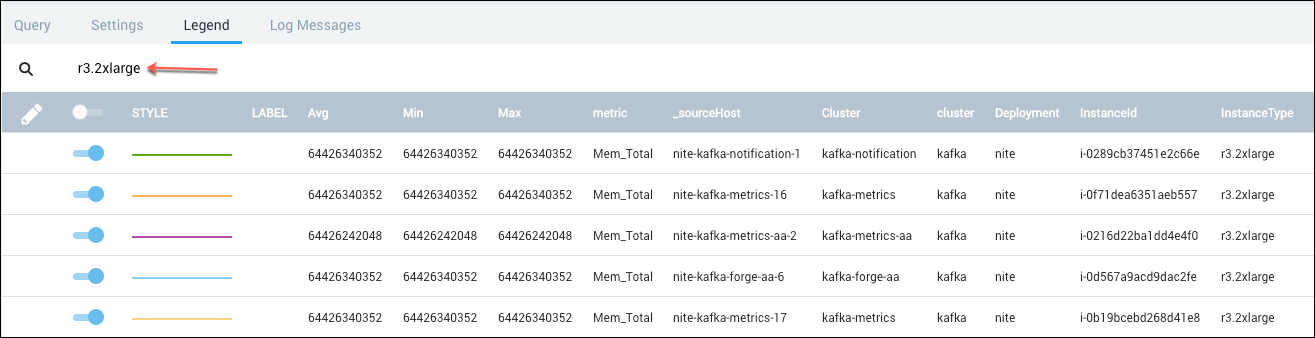 Query Settings Legend Log Messages
r3.2xlarge
STYLE LABEL Avg Min Max metric _sourceHost Cluster cluster Deployment InstanceId InstanceType
64426340352 64426340352 64426340352 Mem_Total nite-kafka-notification-1 kafka-notification kafka nite i-0289cb37451e2c66e r3.2xlarge
64426340352 64426340352 64426340352 Mem_Total nite-kafka-metrics-16 kafka-metrics kafka nite i-0f71dea6351aeb557 r3.2xlarge
64426242048 64426242048 64426242048 Mem_Total nite-kafka-metrics-aa-2 kafka-metrics-aa kafka nite i-0216d22ba1dd4e4f0 r3.2xlarge
64426340352 64426340352 64426340352 Mem_Total nite-kafka-forge-aa-6 kafka-forge-aa kafka nite i-0d567a9acd9dac2fe r3.2xlarge
64426340352 64426340352 64426340352 Mem_Total nite-kafka-metrics-17 kafka-metrics kafka nite i-0b19bcebd268d41e8 r3.2xlarge